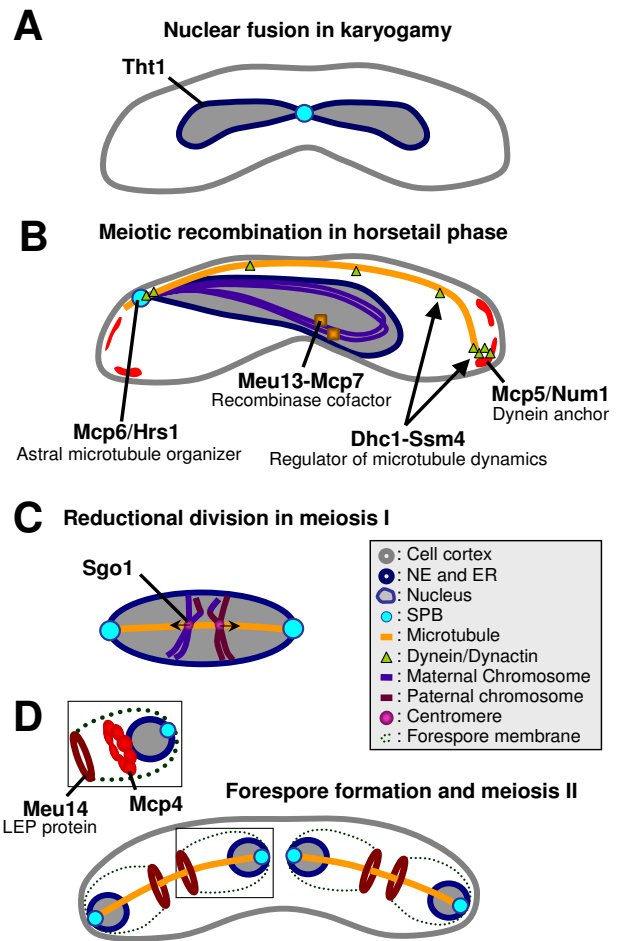 A
Nuclear fusion in karyogamy
Tht1
B
Meiotic recombination in horsetail phase
Meu13-Mcp7
Recombinase cofactor
Mcp5/Num1
Dynein anchor
Mcp6/Hrs1
Astral microtubule organizer
Dhc1-Ssm4
Regulator of microtubule dynamics
C
Reductional division in meiosis I
Sgo1
: Cell cortex
: NE and ER
: Nucleus
: SPB
: Microtubule
: Dynein/Dynactin
: Maternal Chromosome
: Paternal chromosome
: Centromere
: Forespore membrane
D
Meu14
LEP protein
Mcp4
Forespore formation and meiosis II